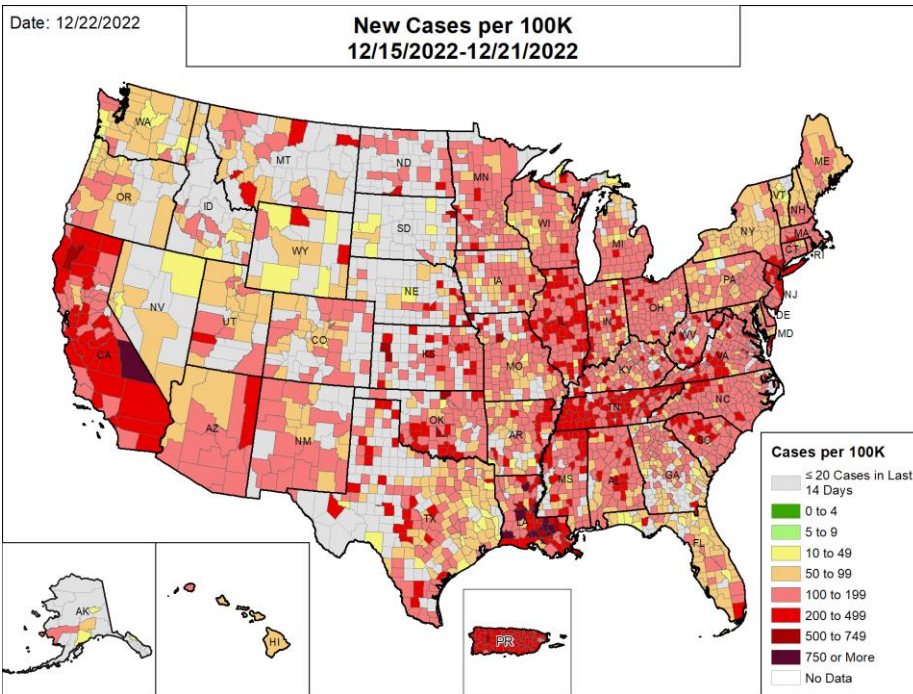 Date: 12/22/2022
New Cases per 100K
12/15/2022-12/21/2022
WA
MT
ND
MN
ME
OR
ID
SD
WI
VT
NH
WY
MI
NY
MA
CT
RI
NV
NE
IA
PA
NJ
UT
CO
IL
IN
OH
DE
MD
CA
KS
MO
WV
VA
KY
AZ
NM
OK
AR
TN
NC
SC
MS
AL
GA
TX
LA
FL
AK
HI
PR
Cases per 100K
≤ 20 Cases in Last
14 Days
0 to 4
5 to 9
10 to 49
50 to 99
100 to 199
200 to 499
500 to 749
750 or More
No Data